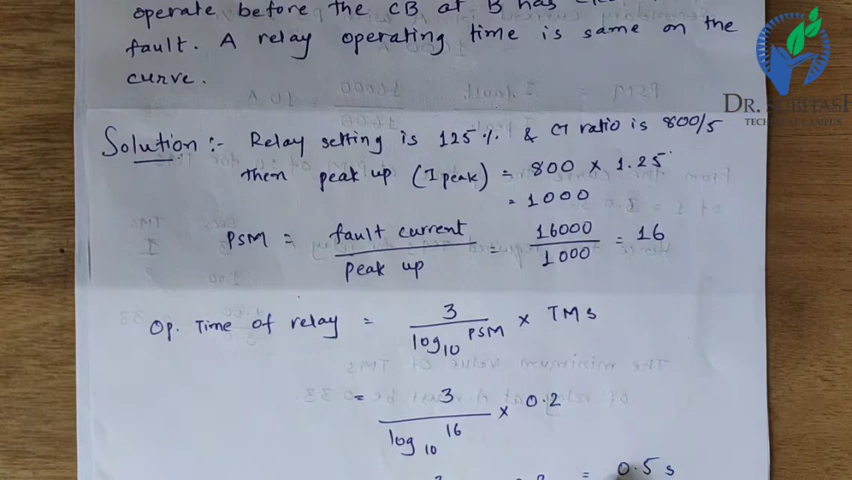 operate before the CB at B has
fault. A relay operating time is same on the
curve.
Solution :- Relay setting is 125 % & CT ratio is 800/5
then peak up (I peak) = 800 × 1.25
= 1000
PSM = fault current / peak up = 16000 / 1000 = 16
Op. Time of relay = 3 / log10 PSM × TMs
= 3 / log10 16 × 0.2
= 0.5 s
DR.